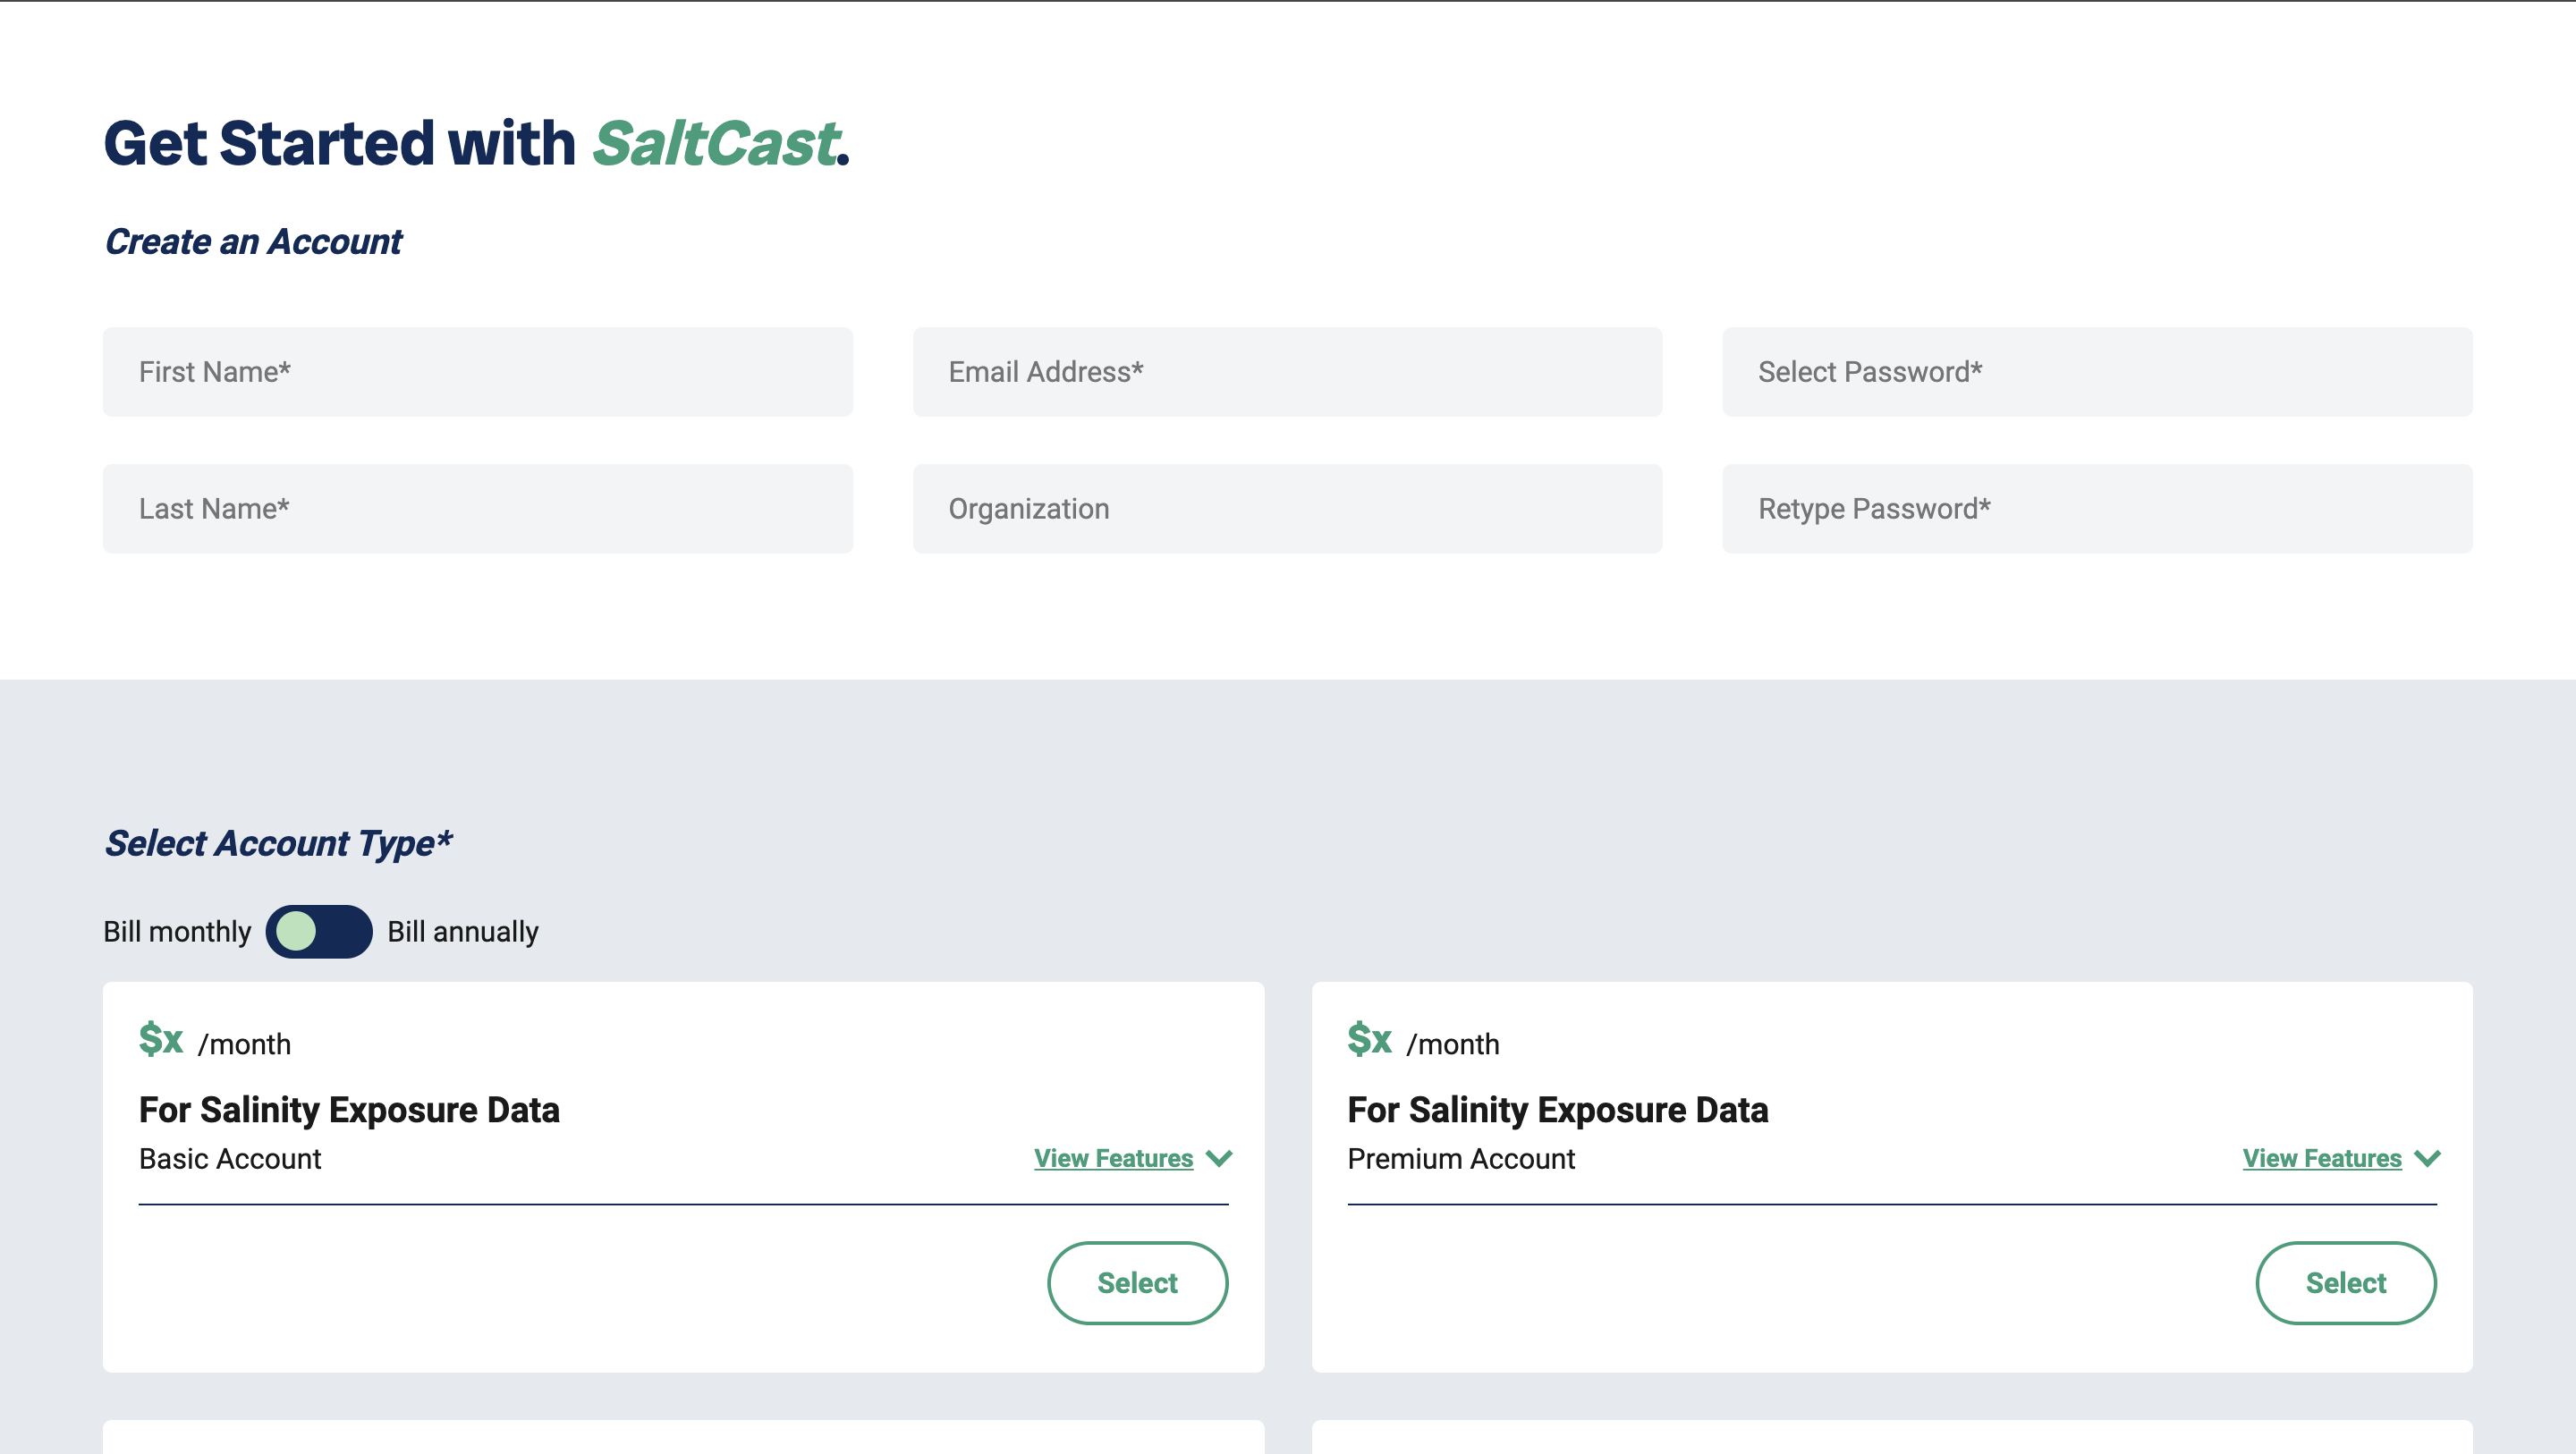 Get Started with SaltCast.
Create an Account
First Name*
Email Address*
Select Password*
Last Name*
Organization
Retype Password*
Select Account Type*
Bill monthly
Bill annually
$x /month
For Salinity Exposure Data
Basic Account
View Features
Select
$x /month
For Salinity Exposure Data
Premium Account
View Features
Select